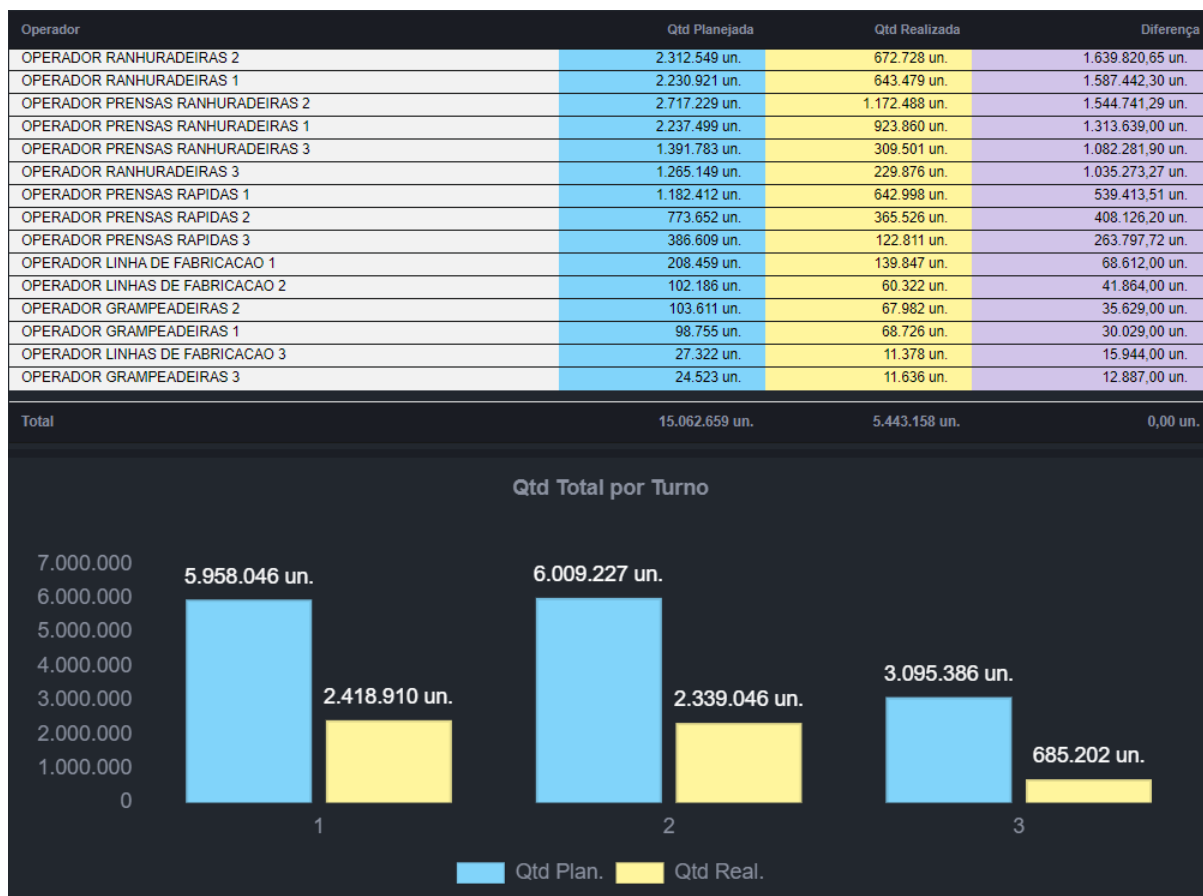 Operador Qtd Planejada Qtd Realizada Diferença
OPERADOR RANHURADEIRAS 2 2.312.549 un. 672.728 un. 1.639.820,65 un.
OPERADOR RANHURADEIRAS 1 2.230.921 un. 643.479 un. 1.587.442,30 un.
OPERADOR PRENSAS RANHURADEIRAS 2 2.717.229 un. 1.172.488 un. 1.544.741,29 un.
OPERADOR PRENSAS RANHURADEIRAS 1 2.237.499 un. 923.860 un. 1.313.639,00 un.
OPERADOR PRENSAS RANHURADEIRAS 3 1.391.783 un. 309.501 un. 1.082.281,90 un.
OPERADOR RANHURADEIRAS 3 1.265.149 un. 229.876 un. 1.035.273,27 un.
OPERADOR PRENSAS RAPIDAS 1 1.182.412 un. 642.998 un. 539.413,51 un.
OPERADOR PRENSAS RAPIDAS 2 773.652 un. 365.526 un. 408.126,20 un.
OPERADOR PRENSAS RAPIDAS 3 386.609 un. 122.811 un. 263.797,72 un.
OPERADOR LINHA DE FABRICACAO 1 208.459 un. 139.847 un. 68.612,00 un.
OPERADOR LINHAS DE FABRICACAO 2 102.186 un. 60.322 un. 41.864,00 un.
OPERADOR GRAMPEADEIRAS 2 103.611 un. 67.982 un. 35.629,00 un.
OPERADOR GRAMPEADEIRAS 1 98.755 un. 68.726 un. 30.029,00 un.
OPERADOR LINHAS DE FABRICACAO 3 27.322 un. 11.378 un. 15.944,00 un.
OPERADOR GRAMPEADEIRAS 3 24.523 un. 11.636 un. 12.887,00 un.
Total 15.062.659 un. 5.443.158 un. 0,00 un.
Qtd Total por Turno
7.000.000
6.000.000
5.000.000
4.000.000
3.000.000
2.000.000
1.000.000
0
5.958.046 un.
2.418.910 un.
6.009.227 un.
2.339.046 un.
3.095.386 un.
685.202 un.
1 2 3
Qtd Plan. Qtd Real.